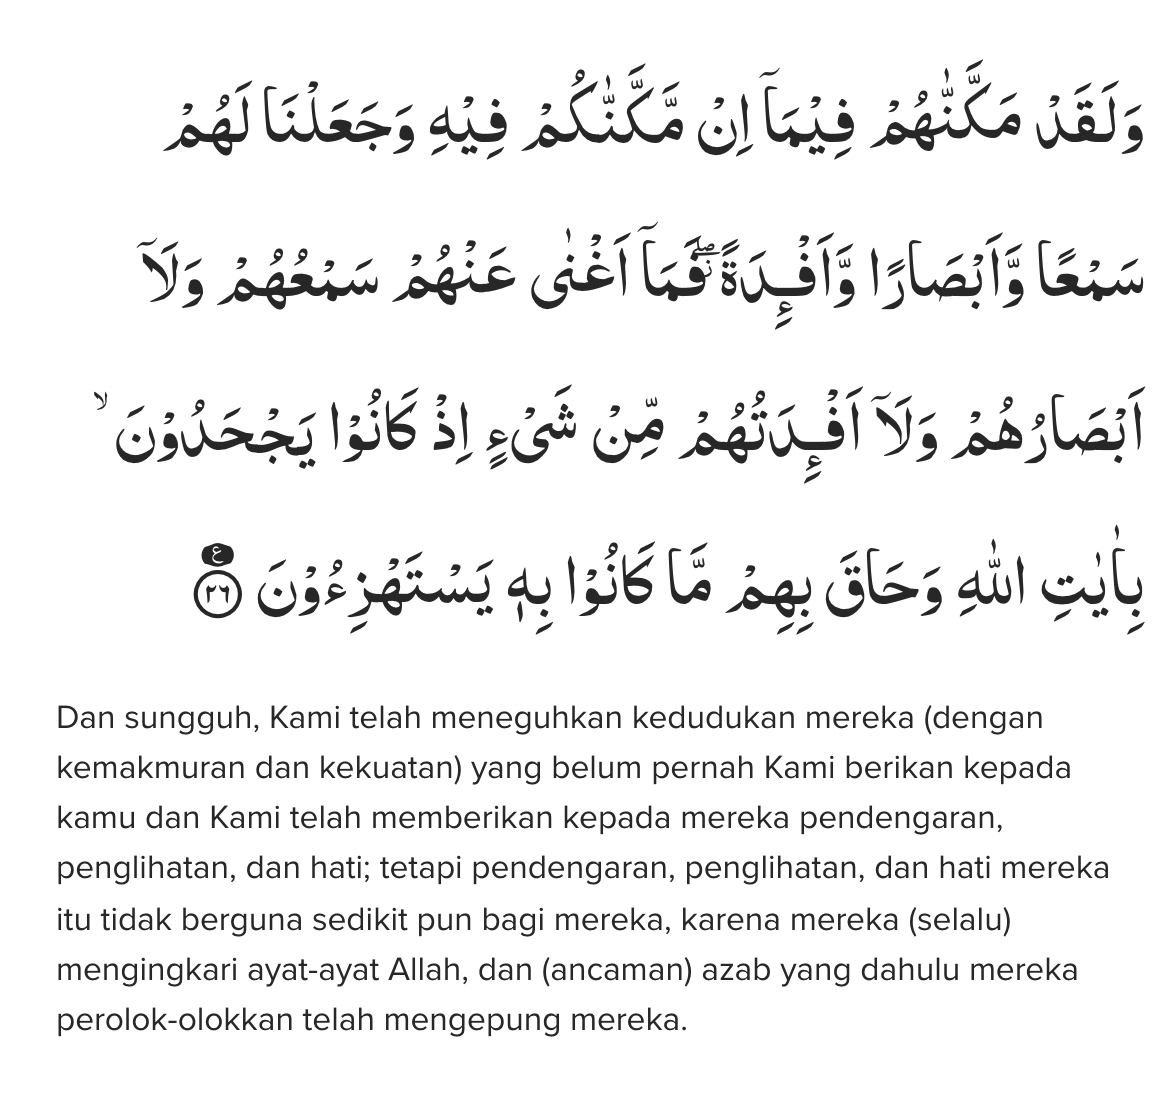 وَلَقَدْ مَكَّنّٰهُمْ فِيْمَآ اِنْ مَّكَّنّٰكُمْ فِيْهِ وَجَعَلْنَا لَهُمْ
سَمْعًا وَّاَبْصَارًا وَّاَفْـِٕدَةًۖ فَمَآ اَغْنٰى عَنْهُمْ سَمْعُهُمْ وَلَآ
اَبْصَارُهُمْ وَلَآ اَفْـِٕدَتُهُمْ مِّنْ شَيْءٍ اِذْ كَانُوْا يَجْحَدُوْنَ ۙ
بِاٰيٰتِ اللّٰهِ وَحَاقَ بِهِمْ مَّا كَانُوْا بِهٖ يَسْتَهْزِءُوْنَ ࣖ ٢٦
Dan sungguh, Kami telah meneguhkan kedudukan mereka (dengan
kemakmuran dan kekuatan) yang belum pernah Kami berikan kepada
kamu dan Kami telah memberikan kepada mereka pendengaran,
penglihatan, dan hati; tetapi pendengaran, penglihatan, dan hati mereka
itu tidak berguna sedikit pun bagi mereka, karena mereka (selalu)
mengingkari ayat-ayat Allah, dan (ancaman) azab yang dahulu mereka
perolok-olokkan telah mengepung mereka.